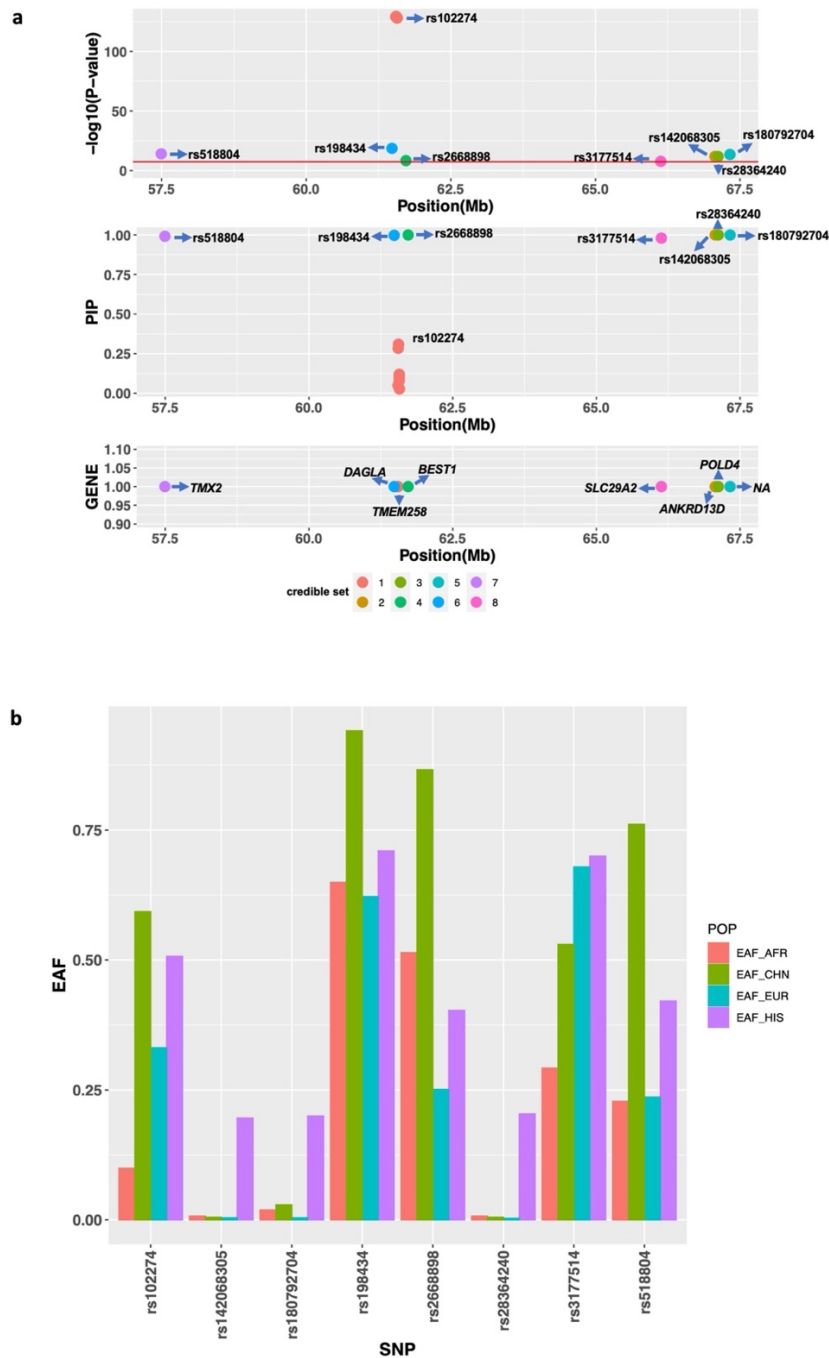 a
−log10(P−value)
100
50
0
rs102274
rs518804
rs198434
rs2668898
rs3177514
rs142068305
rs180792704
rs28364240
57.5 60.0 62.5 65.0 67.5
Position(Mb)
PIP
1.00
0.75
0.50
0.25
0.00
rs518804
rs198434
rs2668898
rs3177514
rs28364240
rs142068305
rs180792704
rs102274
57.5 60.0 62.5 65.0 67.5
Position(Mb)
GENE
1.10
1.05
1.00
0.95
0.90
TMX2
DAGLA
BEST1
TMEM258
SLC29A2
POLD4
ANKRD13D
NA
57.5 60.0 62.5 65.0 67.5
Position(Mb)
credible set
1 3 5 7
2 4 6 8
b
EAF
0.75
0.50
0.25
0.00
rs102274
rs142068305
rs180792704
rs198434
rs2668898
rs28364240
rs3177514
rs518804
SNP
POP
EAF_AFR
EAF_CHN
EAF_EUR
EAF_HIS